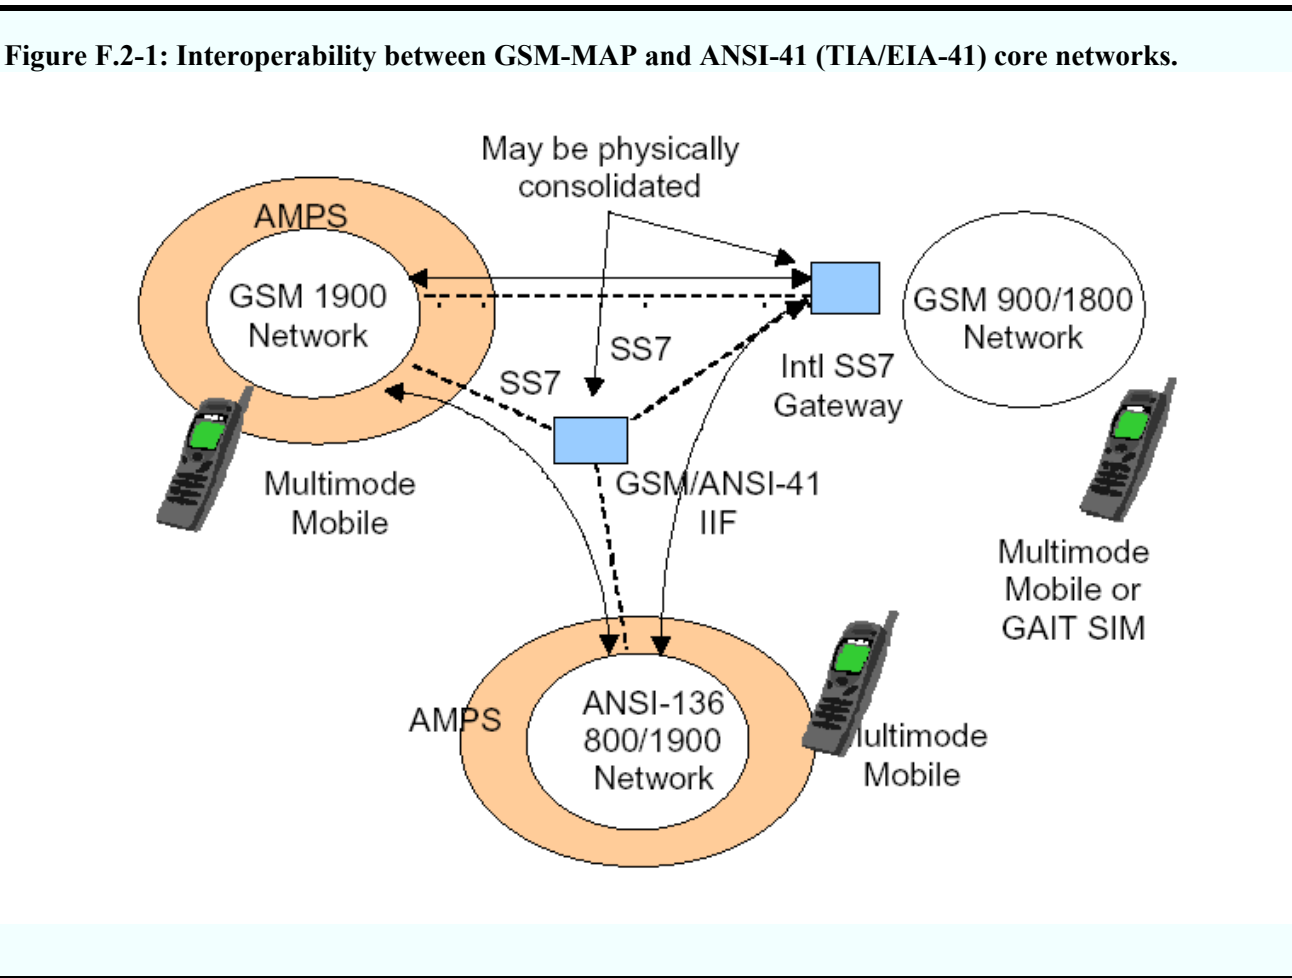 Figure F.2-1: Interoperability between GSM-MAP and ANSI-41 (TIA/EIA-41) core networks.
May be physically
consolidated
AMPS
GSM 1900
Network
GSM 900/1800
Network
SS7
SS7
Intl SS7
Gateway
Multimode
Mobile
GSM/ANSI-41
IIF
Multimode
Mobile or
GAIT SIM
AMPS
ANSI-136
800/1900
Network
ultimode
Mobile